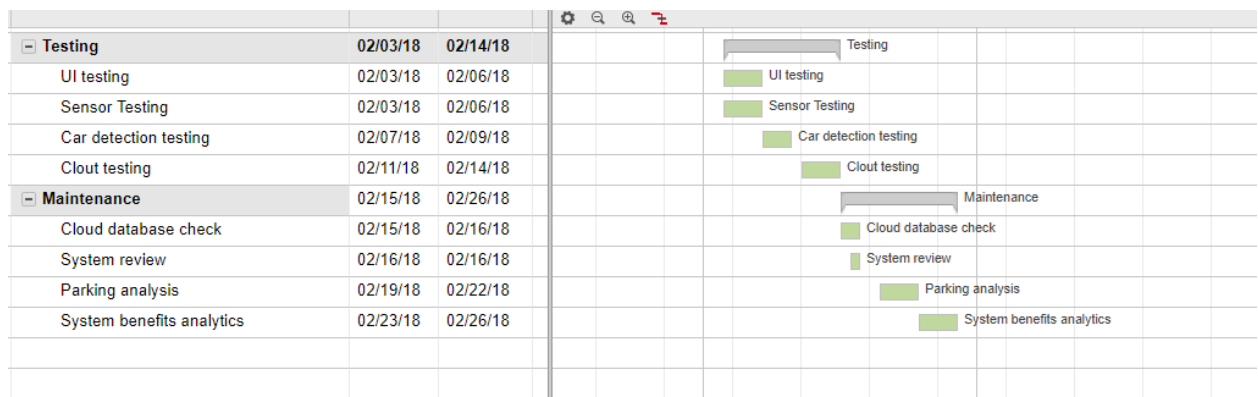 Testing 02/03/18 02/14/18 Testing
UI testing 02/03/18 02/06/18 UI testing
Sensor Testing 02/03/18 02/06/18 Sensor Testing
Car detection testing 02/07/18 02/09/18 Car detection testing
Clout testing 02/11/18 02/14/18 Clout testing
Maintenance 02/15/18 02/26/18 Maintenance
Cloud database check 02/15/18 02/16/18 Cloud database check
System review 02/16/18 02/16/18 System review
Parking analysis 02/19/18 02/22/18 Parking analysis
System benefits analytics 02/23/18 02/26/18 System benefits analytics